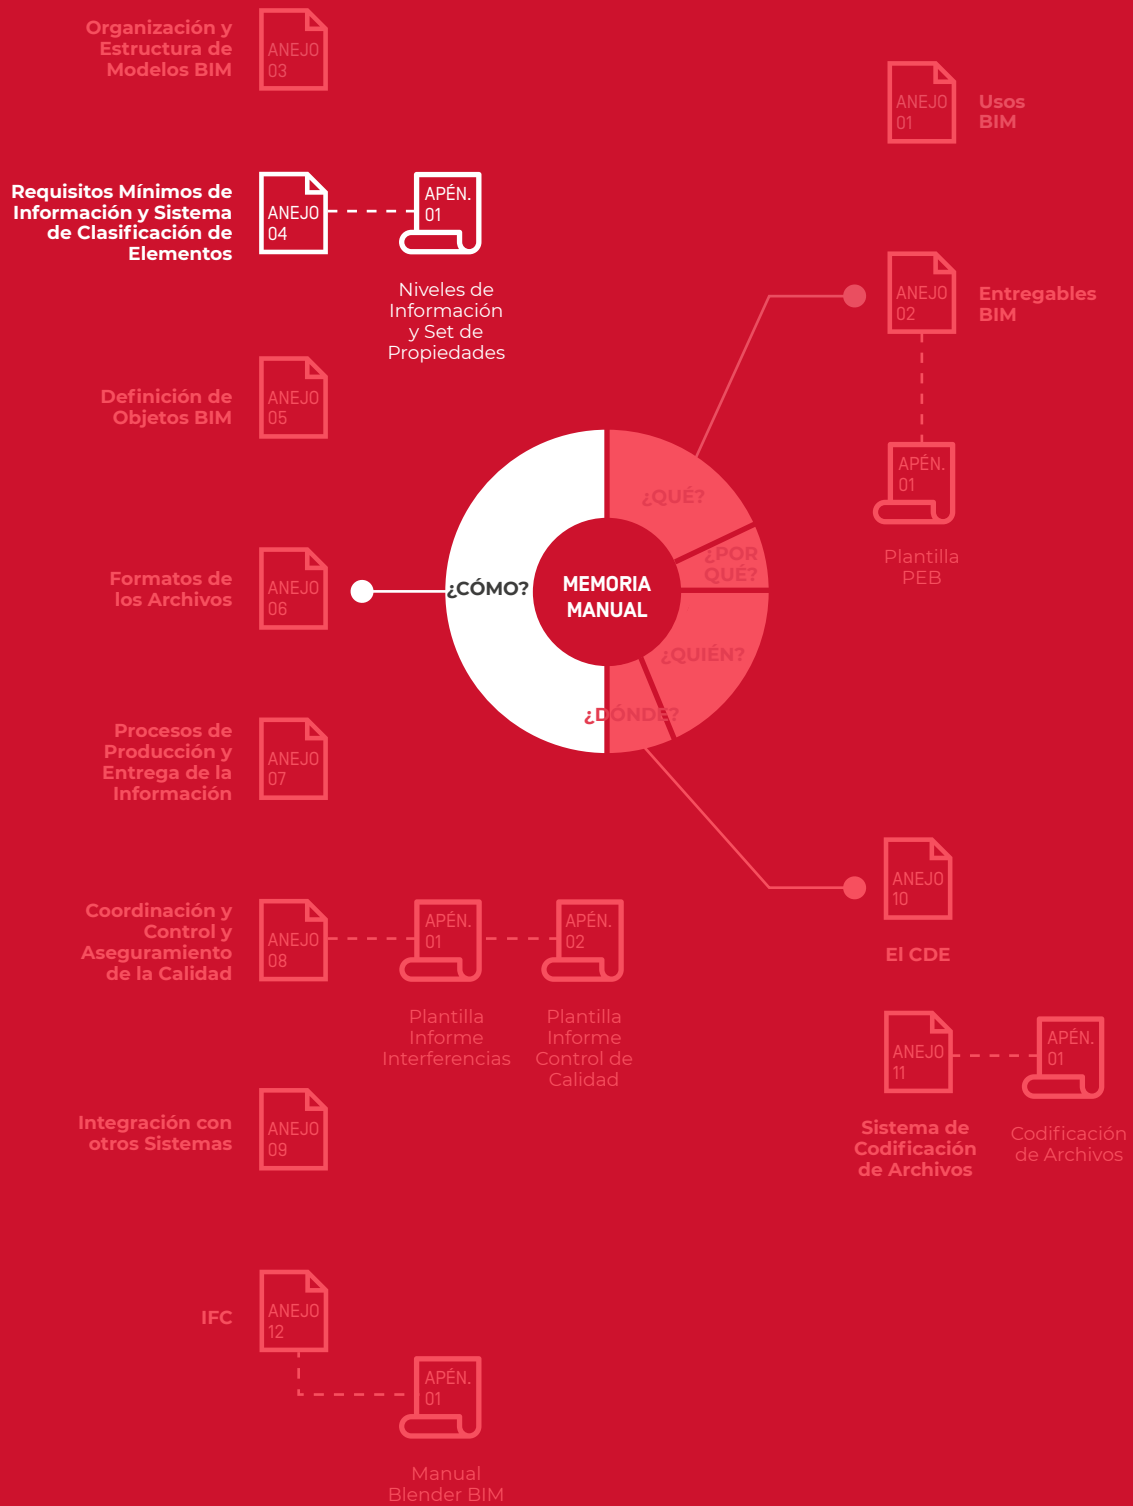 Organización y
Estructura de
Modelos BIM
ANEJO
03
ANEJO
01
Usos
BIM
Requisitos Mínimos de
Información y Sistema
de Clasificación de
Elementos
ANEJO
04
APÉN.
01
Niveles de
Información
y Set de
Propiedades
ANEJO
02
Entregables
BIM
Definición de
Objetos BIM
ANEJO
05
APÉN.
01
Plantilla
PEB
¿QUÉ?
¿POR
QUÉ?
¿CÓMO?
MEMORIA
MANUAL
¿QUIÉN?
¿DÓNDE?
Formatos de
los Archivos
ANEJO
06
Procesos de
Producción y
Entrega de la
Información
ANEJO
07
ANEJO
10
El CDE
Coordinación y
Control y
Aseguramiento
de la Calidad
ANEJO
08
APÉN.
01
Plantilla
Informe
Interferencias
APÉN.
02
Plantilla
Informe
Control de
Calidad
ANEJO
11
Sistema de
Codificación
de Archivos
APÉN.
01
Codificación
de Archivos
Integración con
otros Sistemas
ANEJO
09
IFC
ANEJO
12
APÉN.
01
Manual
Blender BIM